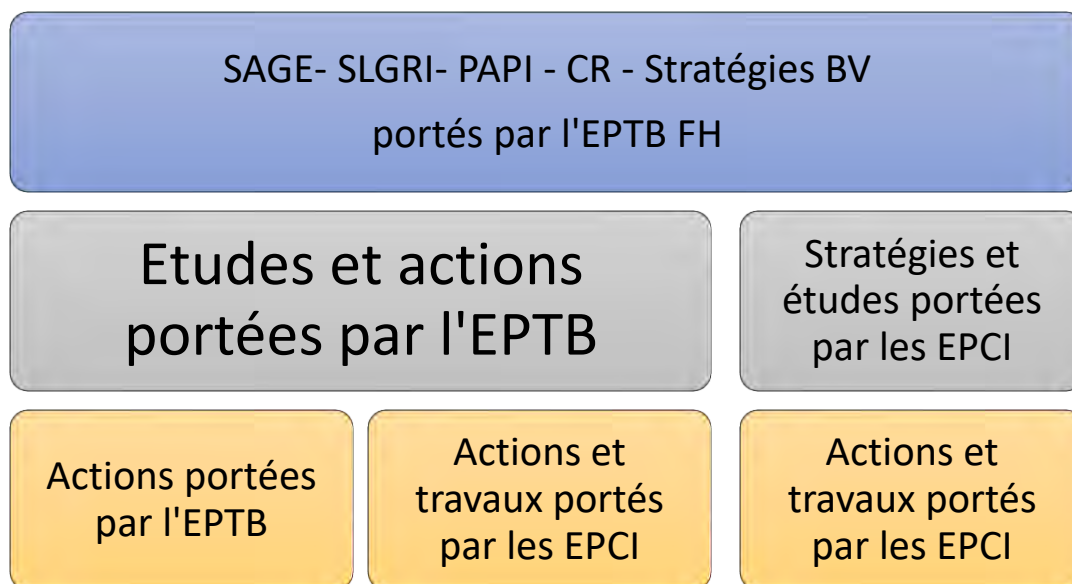 SAGE- SLGRI- PAPI - CR - Stratégies BV
portés par l'EPTB FH
Etudes et actions
portées par l'EPTB
Stratégies et
études portées
par les EPCI
Actions portées
par l'EPTB
Actions et
travaux portés
par les EPCI
Actions et
travaux portés
par les EPCI